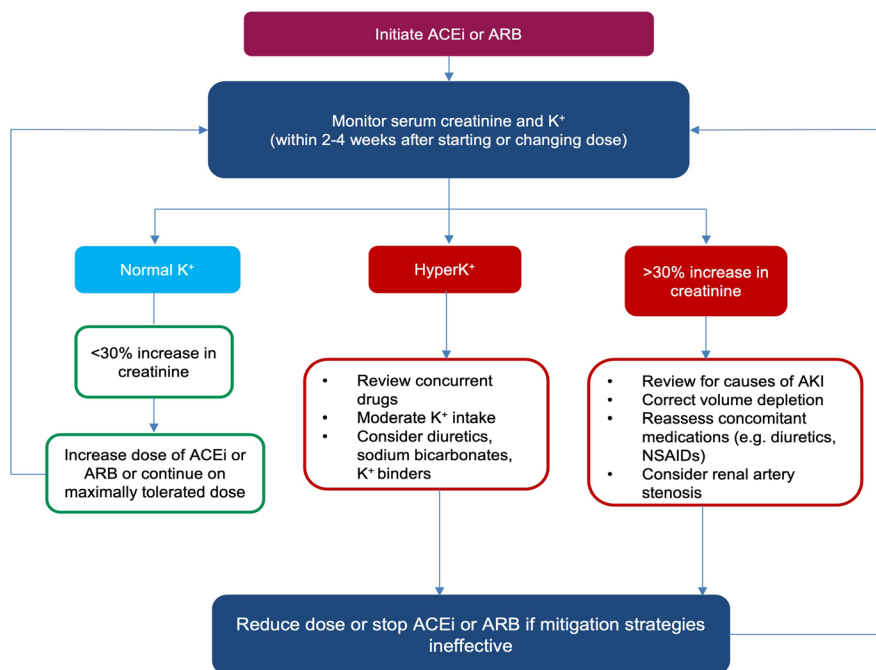 Initiate ACEi or ARB
Monitor serum creatinine and K⁺
(within 2-4 weeks after starting or changing dose)
Normal K⁺
HyperK⁺
>30% increase in
creatinine
<30% increase in
creatinine
• Review concurrent
drugs
• Moderate K⁺ intake
• Consider diuretics,
sodium bicarbonates,
K⁺ binders
• Review for causes of AKI
• Correct volume depletion
• Reassess concomitant
medications (e.g. diuretics,
NSAIDs)
• Consider renal artery
stenosis
Increase dose of ACEi or
ARB or continue on
maximally tolerated dose
Reduce dose or stop ACEi or ARB if mitigation strategies
ineffective